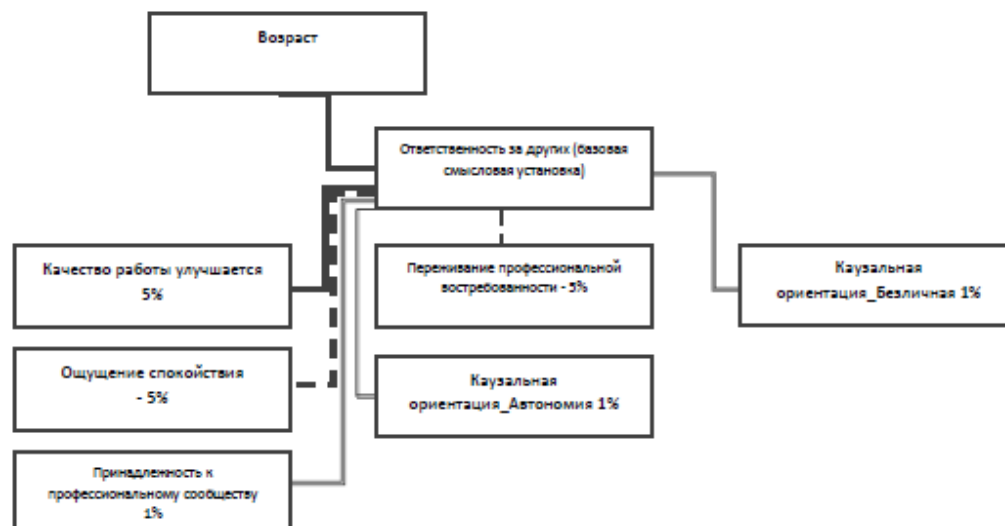 Возраст
Ответственность за других (базовая
смысловая установка)
Качество работы улучшается
5%
Переживание профессиональной
востребованности - 5%
Каузальная
ориентация_Безличная 1%
Ощущение спокойствия
- 5%
Каузальная
ориентация_Автономия 1%
Принадлежность к
профессиональному сообществу
1%